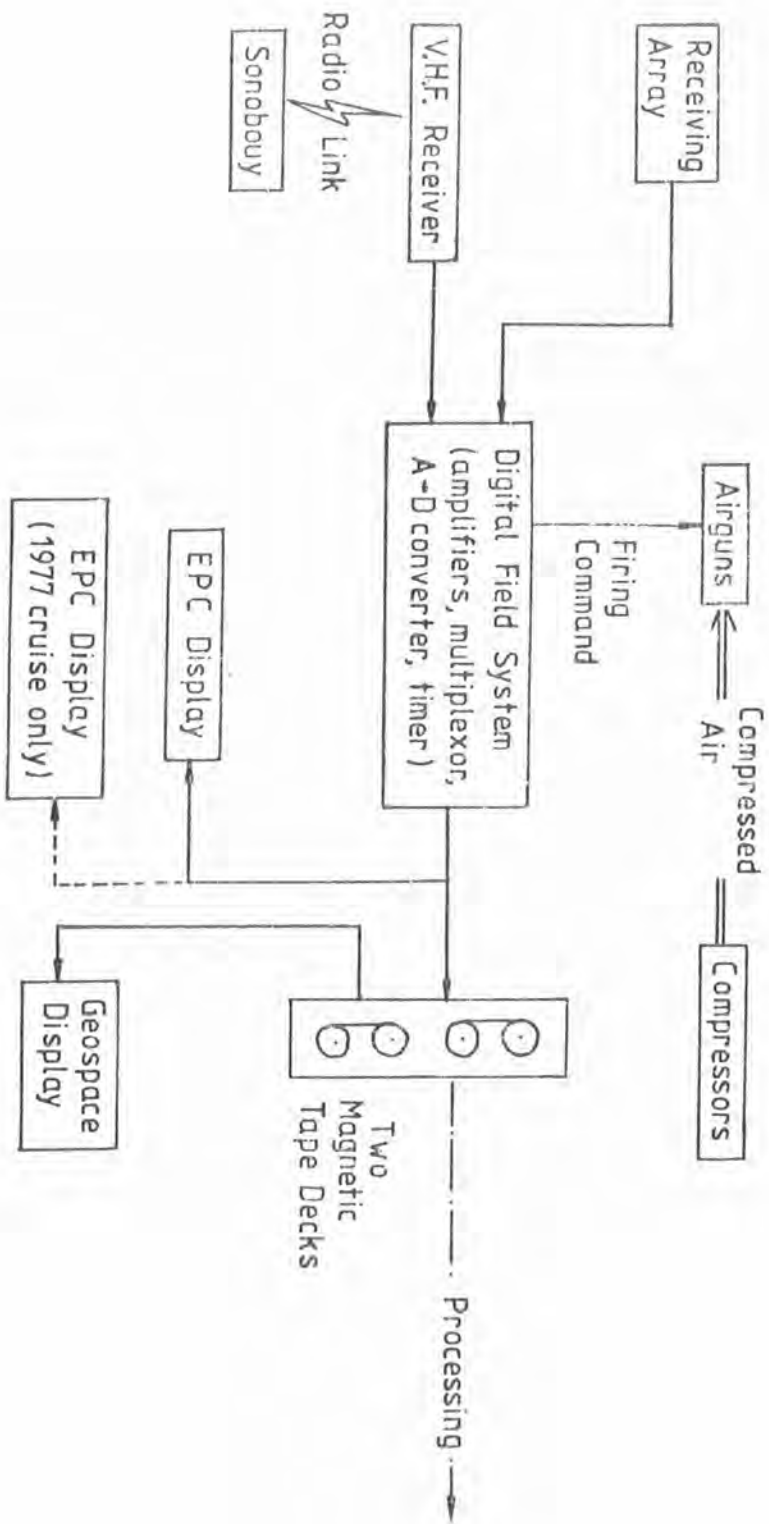 Receiving
Array
Airguns
Compressed
Air
Compressors
Firing
Command
V.H.F. Receiver
Radio Link
Sonobouy
Digital Field System
(amplifiers, multiplexor,
A-D converter, timer)
EPC Display
EPC Display
(1977 cruise only)
Two
Magnetic
Tape Decks
Geospace
Display
Processing